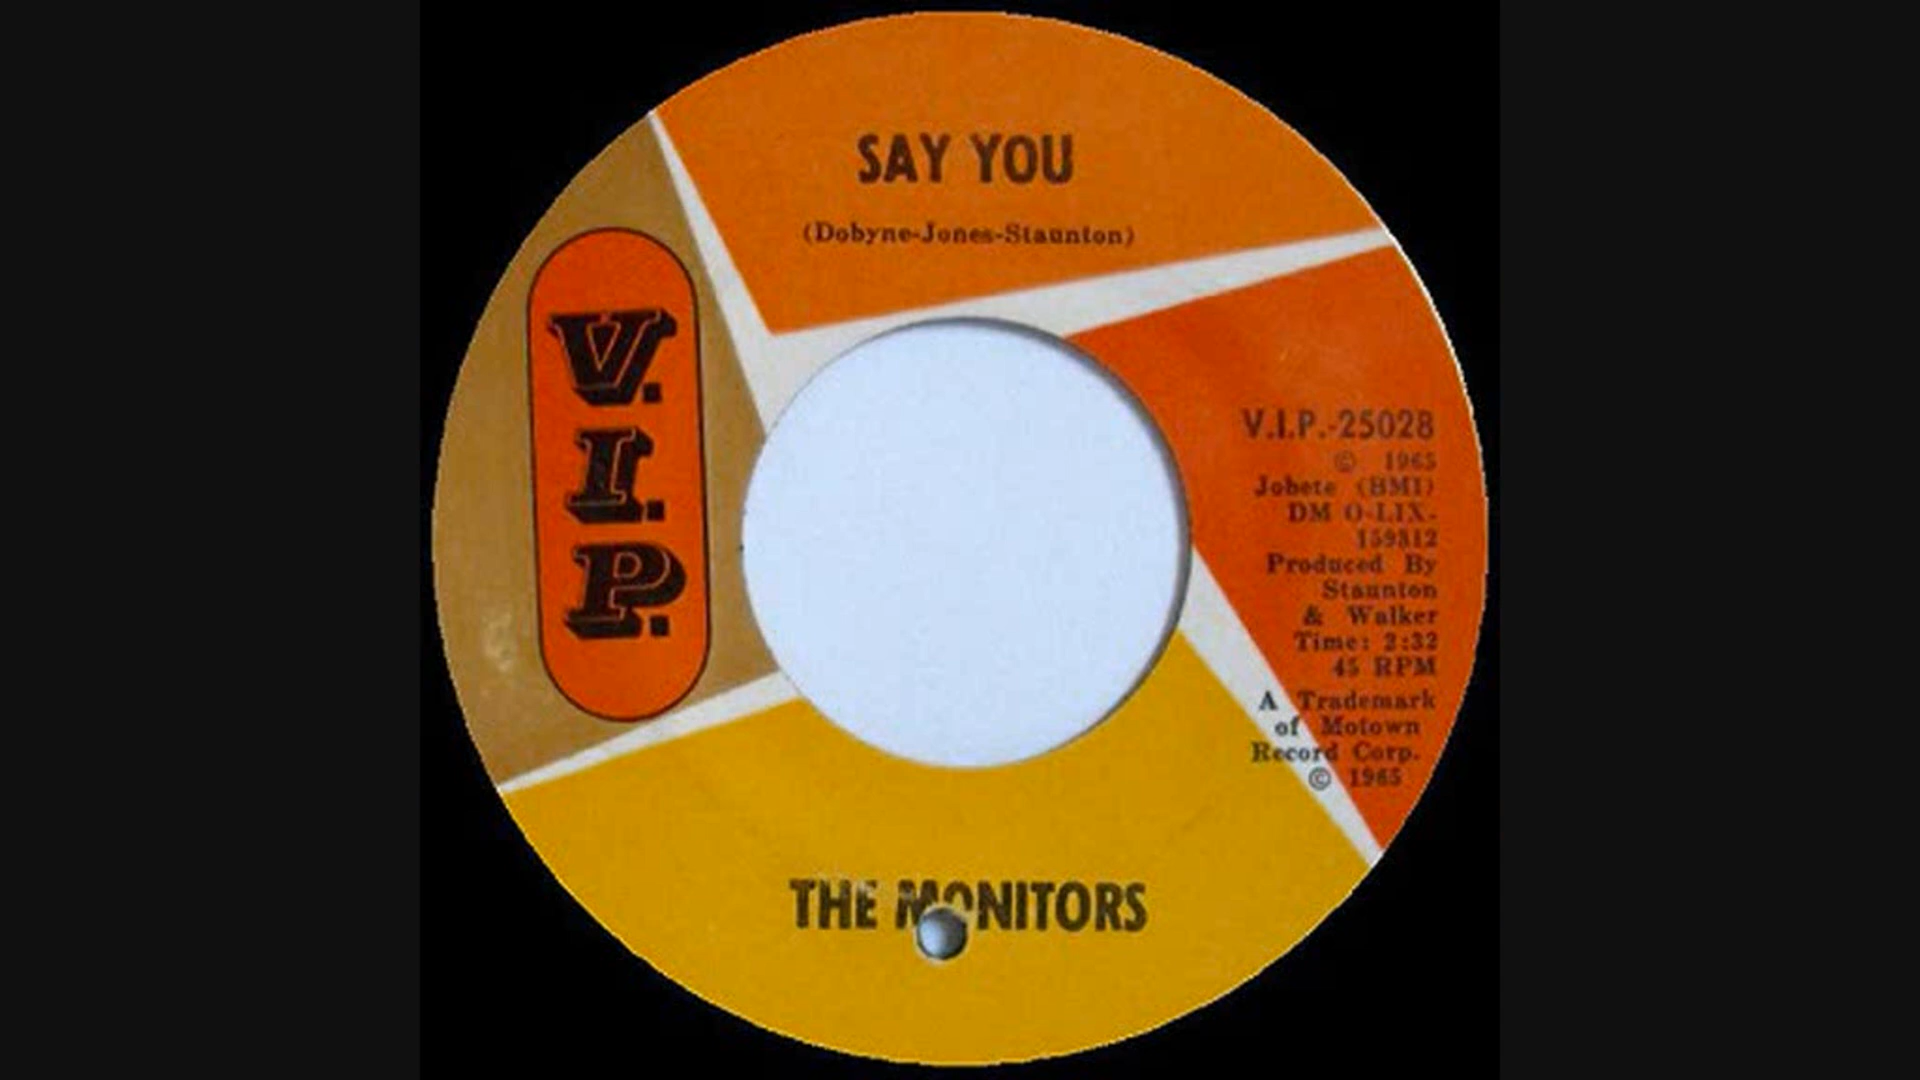 SAY YOU
(Dobyne-Jones-Staunton)
V.
I.
P.
V.I.P.-25028
© 1965
Jobete (BMI)
DM O-LIX-
159312
Produced By
Staunton
& Walker
Time: 2:32
45 RPM
A Trademark
of Motown
Record Corp.
© 1965
THE MONITORS